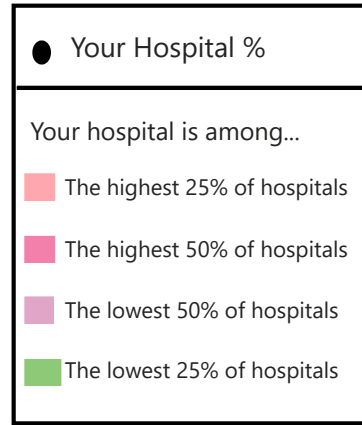 Your Hospital %
Your hospital is among...
The highest 25% of hospitals
The highest 50% of hospitals
The lowest 50% of hospitals
The lowest 25% of hospitals